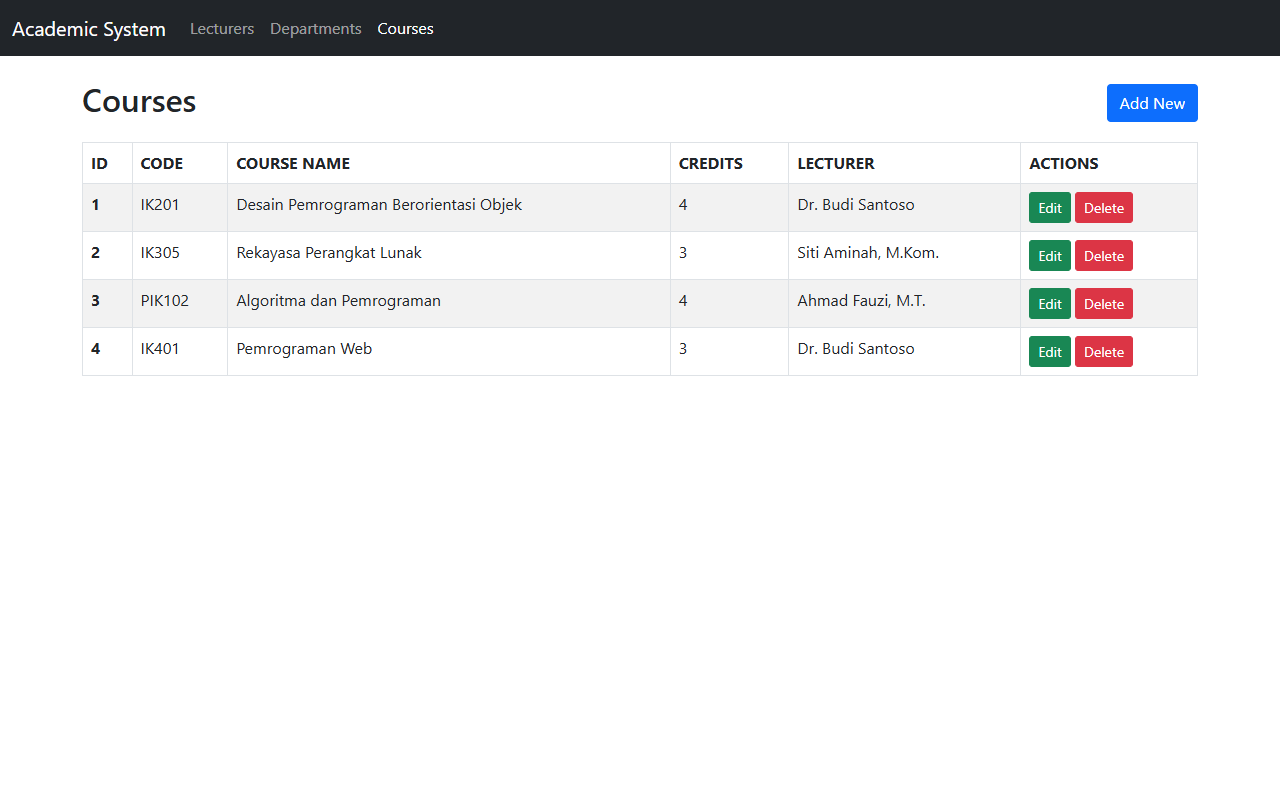 Academic System Lecturers Departments Courses
Courses Add New
ID CODE COURSE NAME CREDITS LECTURER ACTIONS
1 IK201 Desain Pemrograman Berorientasi Objek 4 Dr. Budi Santoso Edit Delete
2 IK305 Rekayasa Perangkat Lunak 3 Siti Aminah, M.Kom. Edit Delete
3 PIK102 Algoritma dan Pemrograman 4 Ahmad Fauzi, M.T. Edit Delete
4 IK401 Pemrograman Web 3 Dr. Budi Santoso Edit Delete